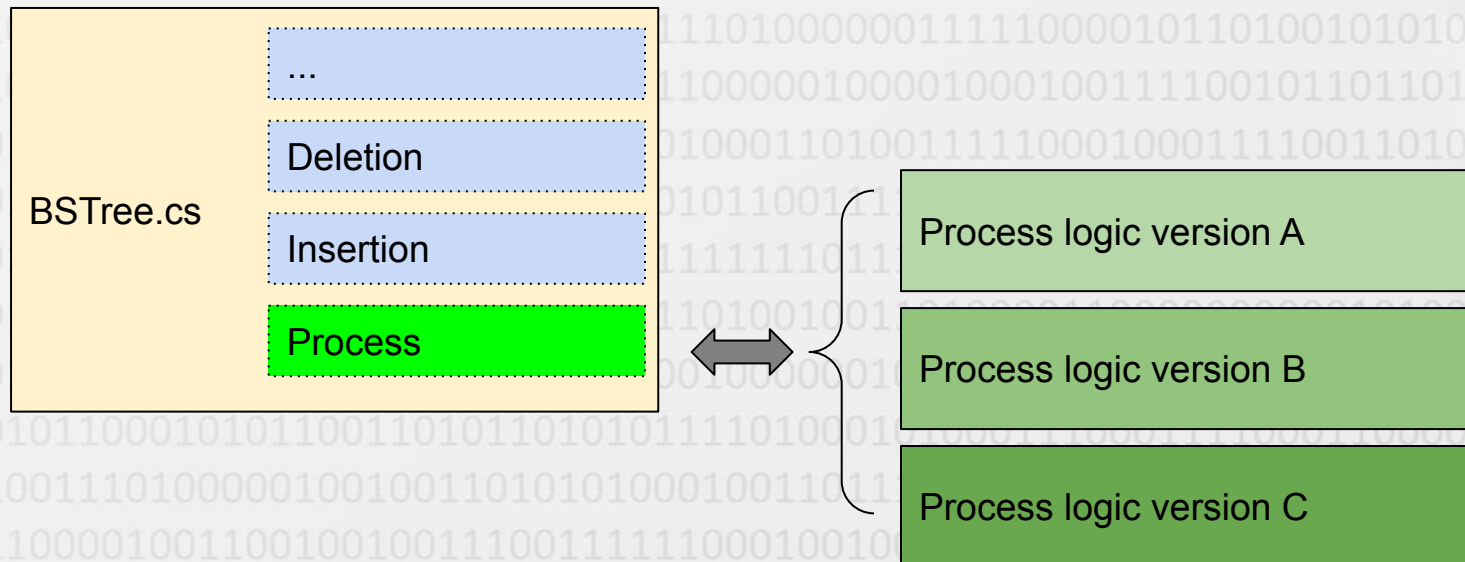 BSTree.cs
...
Deletion
Insertion
Process
Process logic version A
Process logic version B
Process logic version C